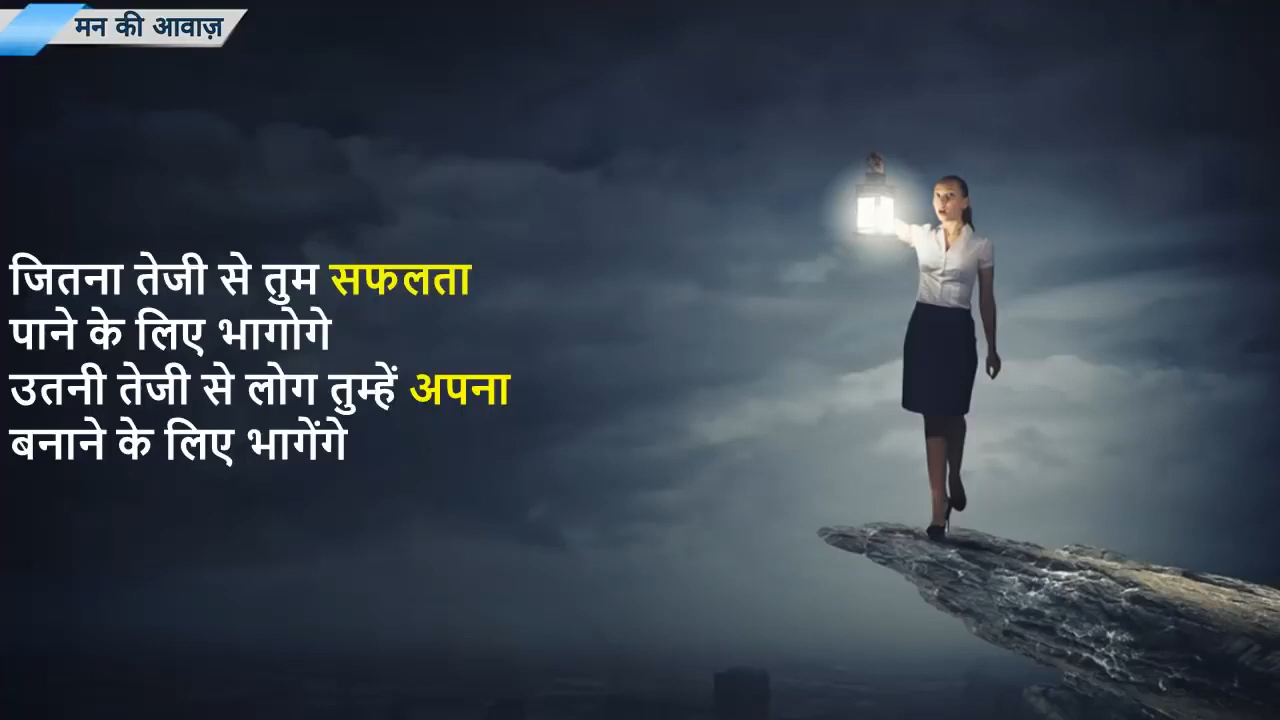 मन की आवाज़
जितना तेजी से तुम सफलता
पाने के लिए भागोगे
उतनी तेजी से लोग तुम्हें अपना
बनाने के लिए भागेंगे